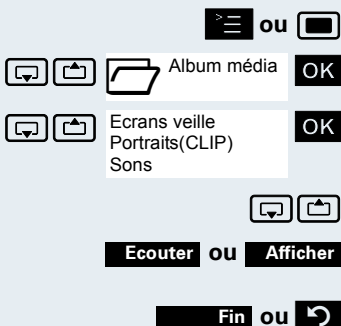 ou
Album média OK
Ecrans veille OK
Portraits(CLIP)
Sons
Ecouter ou Afficher
Fin ou